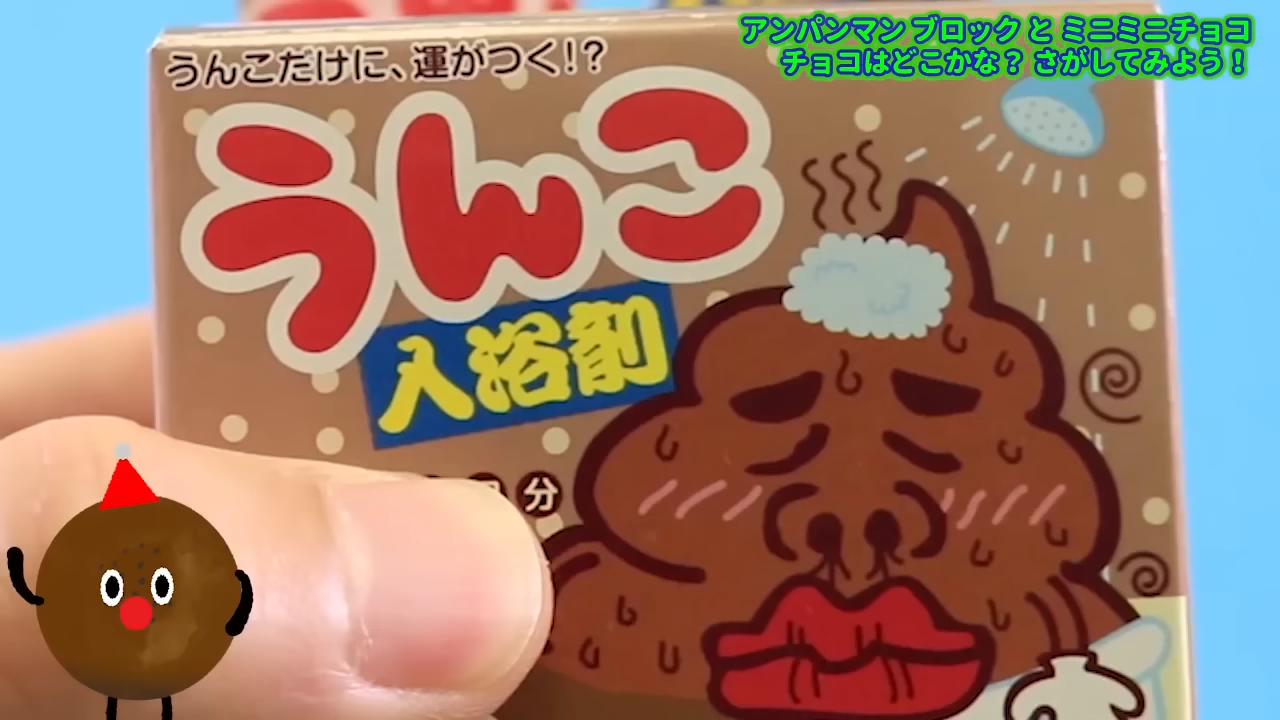 アンパンマン ブロック と ミニミニチョコ
チョコはどこかな？ さがしてみよう！
うんこだけに、運がつく!?
うんこ
入浴剤
分